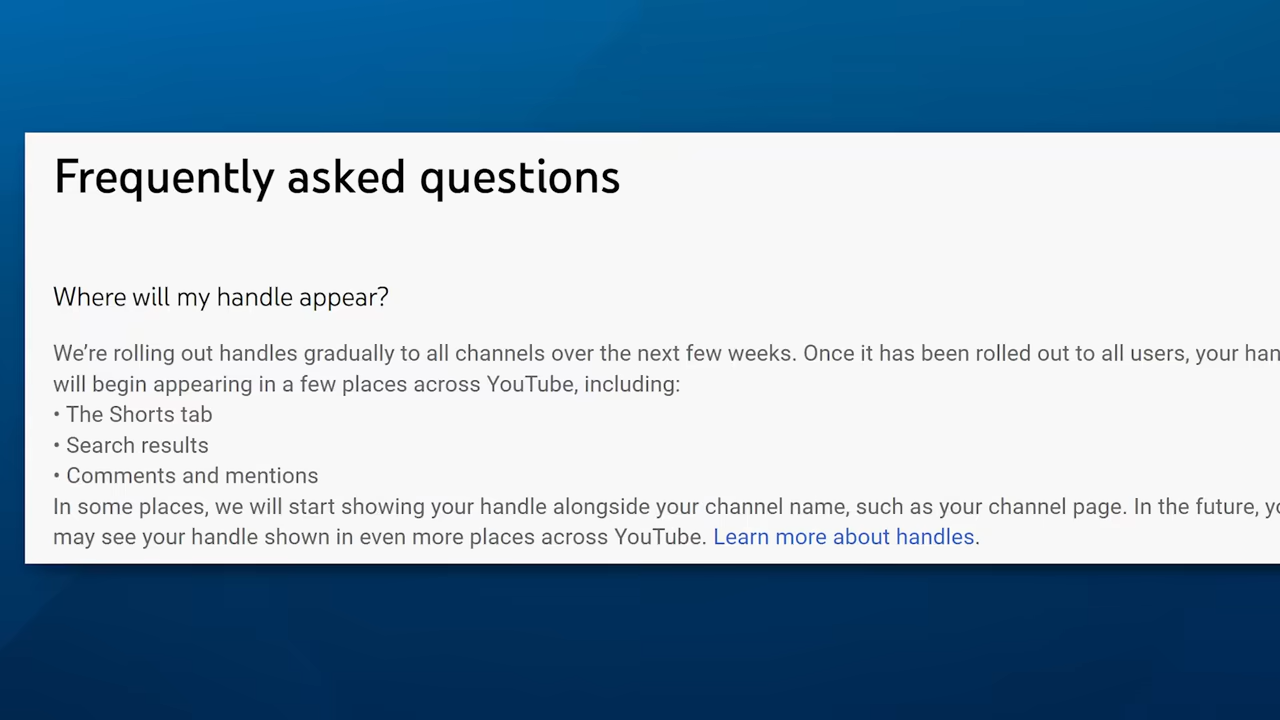 Frequently asked questions
Where will my handle appear?
We're rolling out handles gradually to all channels over the next few weeks. Once it has been rolled out to all users, your
will begin appearing in a few places across YouTube, including:
• The Shorts tab
• Search results
• Comments and mentions
In some places, we will start showing your handle alongside your channel name, such as your channel page. In the future,
may see your handle shown in even more places across YouTube. Learn more about handles.